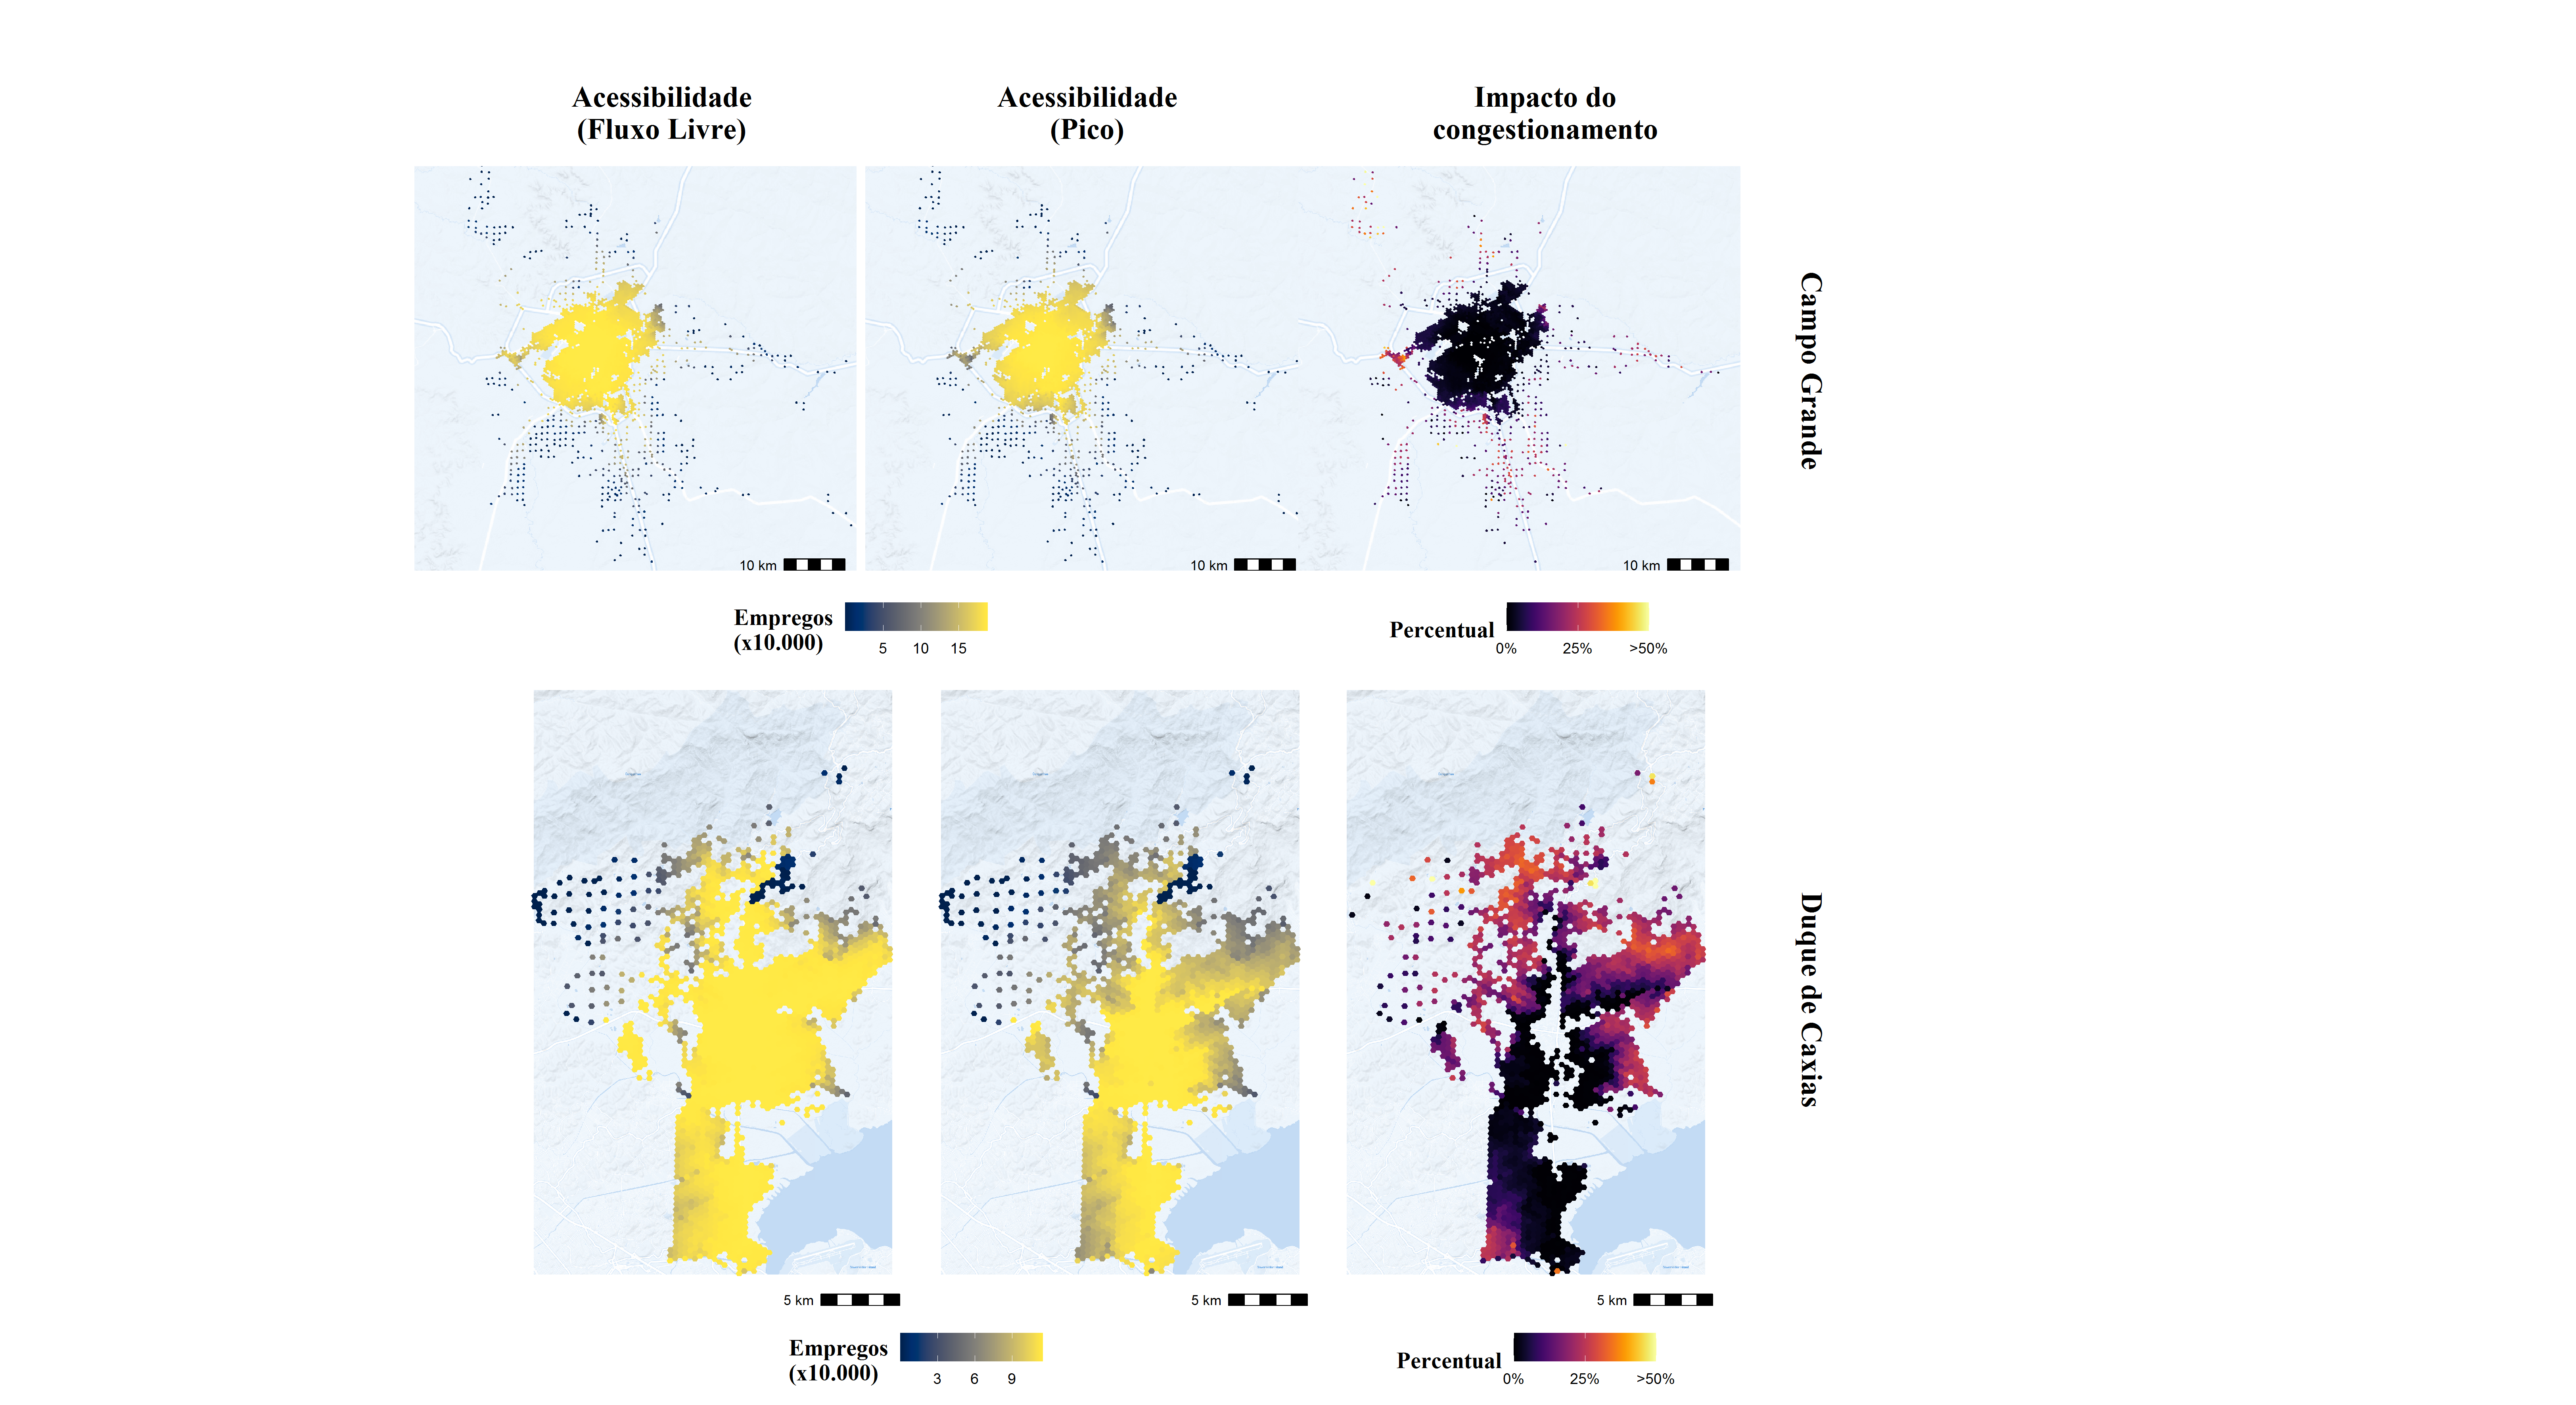 Acessibilidade
(Fluxo Livre)
Acessibilidade
(Pico)
Impacto do
congestionamento
Campo Grande
10 km
10 km
10 km
Empregos
(x10.000)
5 10 15
Percentual
0% 25% >50%
Duque de Caxias
5 km
5 km
5 km
Empregos
(x10.000)
3 6 9
Percentual
0% 25% >50%